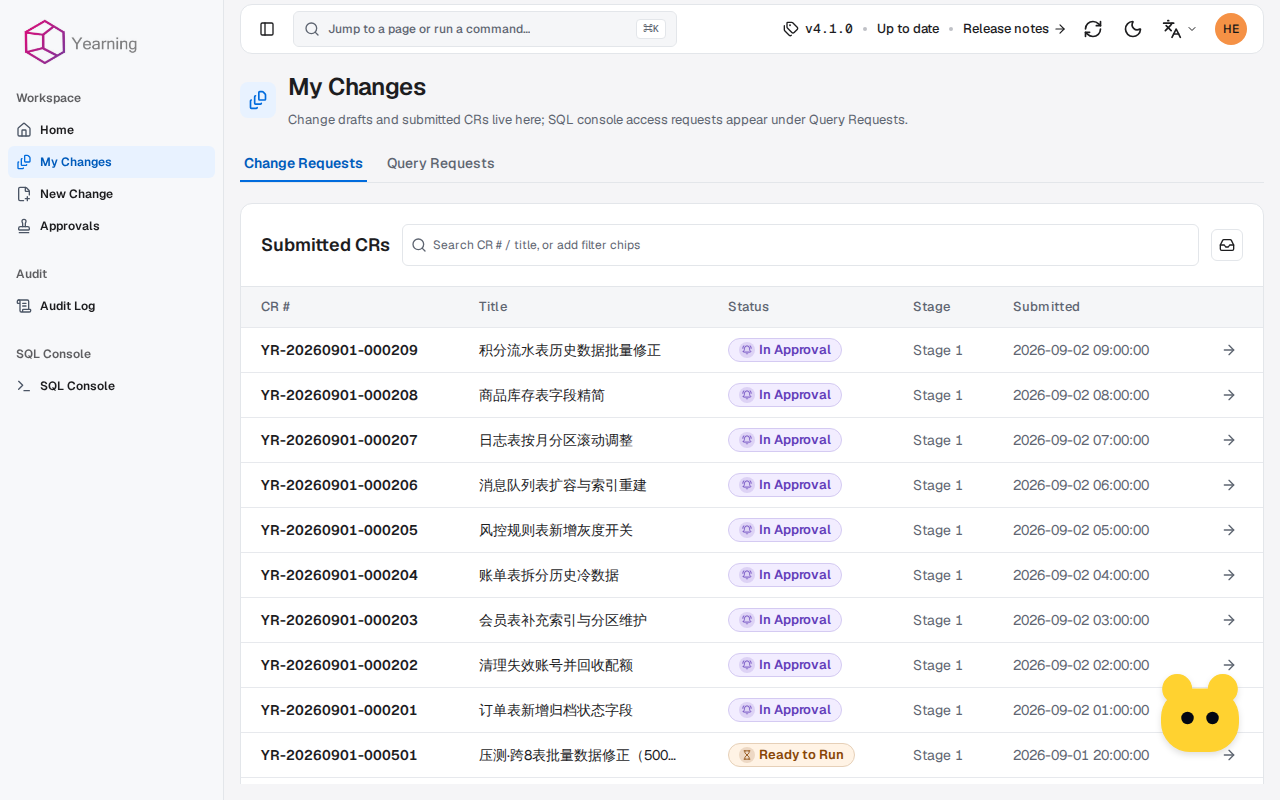 Yearning
Jump to a page or run a command...
⌘K
v4.1.0
Up to date
Release notes
HE
Workspace
Home
My Changes
New Change
Approvals
Audit
Audit Log
SQL Console
SQL Console
My Changes
Change drafts and submitted CRs live here; SQL console access requests appear under Query Requests.
Change Requests
Query Requests
Submitted CRs
Search CR # / title, or add filter chips
CR # Title Status Stage Submitted
YR-20260901-000209 积分流水表历史数据批量修正 In Approval Stage 1 2026-09-02 09:00:00
YR-20260901-000208 商品库存表字段精简 In Approval Stage 1 2026-09-02 08:00:00
YR-20260901-000207 日志表按月分区滚动调整 In Approval Stage 1 2026-09-02 07:00:00
YR-20260901-000206 消息队列表扩容与索引重建 In Approval Stage 1 2026-09-02 06:00:00
YR-20260901-000205 风控规则表新增灰度开关 In Approval Stage 1 2026-09-02 05:00:00
YR-20260901-000204 账单表拆分历史冷数据 In Approval Stage 1 2026-09-02 04:00:00
YR-20260901-000203 会员表补充索引与分区维护 In Approval Stage 1 2026-09-02 03:00:00
YR-20260901-000202 清理失效账号并回收配额 In Approval Stage 1 2026-09-02 02:00:00
YR-20260901-000201 订单表新增归档状态字段 In Approval Stage 1 2026-09-02 01:00:00
YR-20260901-000501 压测·跨8表批量数据修正（500... Ready to Run Stage 1 2026-09-01 20:00:00